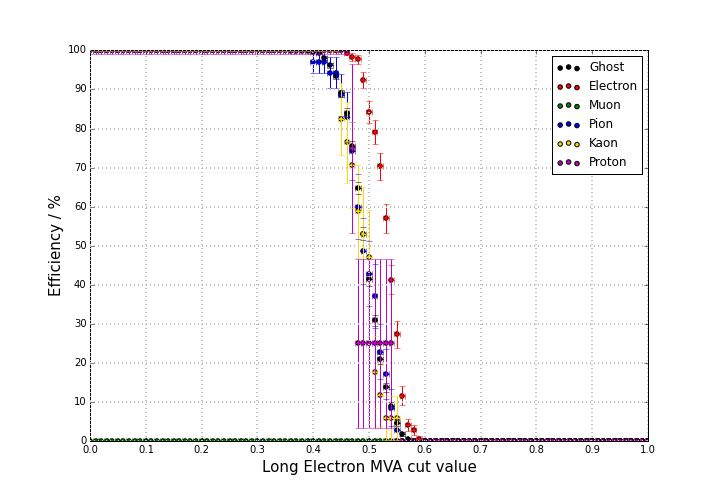 100
90
80
70
60
50
40
30
20
10
0
Efficiency / %
Ghost
Electron
Muon
Pion
Kaon
Proton
0.0 0.1 0.2 0.3 0.4 0.5 0.6 0.7 0.8 0.9 1.0
Long Electron MVA cut value